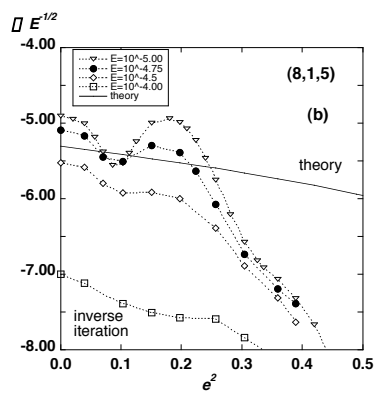 ▯ E^-1/2
-4.00
E=10^-5.00
E=10^-4.75
E=10^-4.5
E=10^-4.00
theory
(8,1,5)
(b)
-5.00
theory
-6.00
-7.00
inverse
iteration
-8.00
0.0 0.1 0.2 0.3 0.4 0.5
e^2